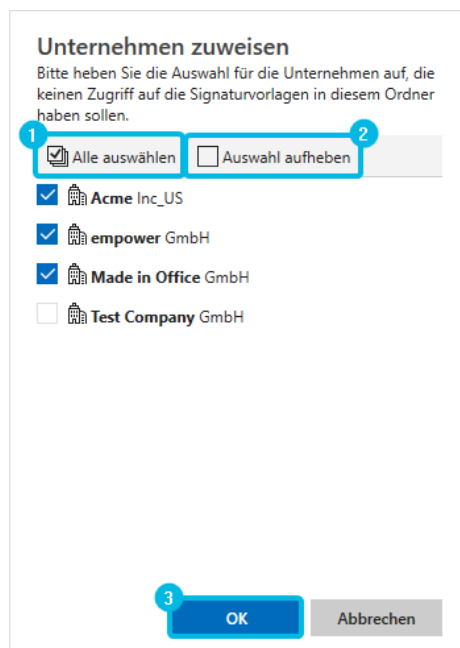 Unternehmen zuweisen
Bitte heben Sie die Auswahl für die Unternehmen auf, die
keinen Zugriff auf die Signaturvorlagen in diesem Ordner
haben sollen.
1 2
Alle auswählen Auswahl aufheben
Acme Inc_US
empower GmbH
Made in Office GmbH
Test Company GmbH
3
OK Abbrechen